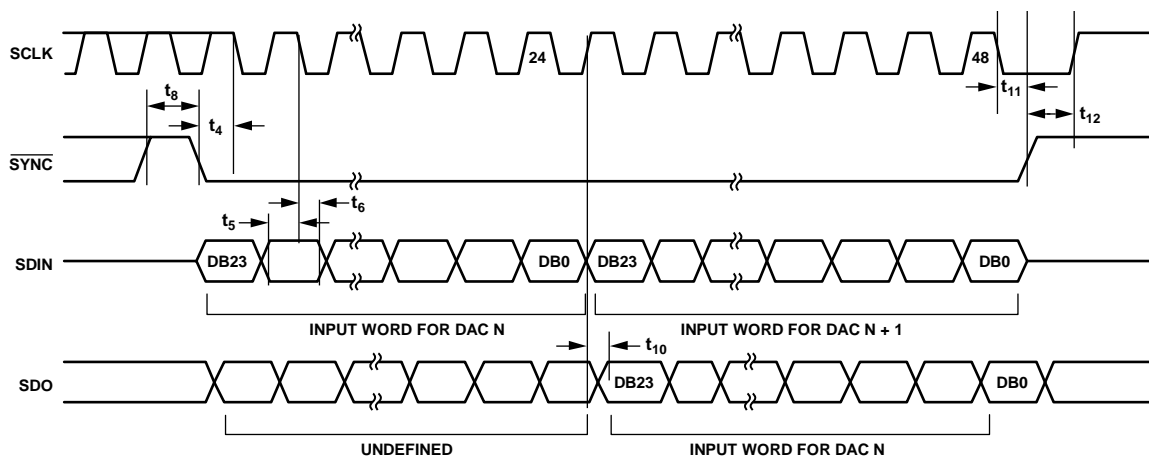 SCLK
24
48
t11
t8
t12
t4
SYNC
t6
t5
SDIN
DB23
DB0
DB23
DB0
INPUT WORD FOR DAC N
INPUT WORD FOR DAC N + 1
t10
SDO
DB23
DB0
UNDEFINED
INPUT WORD FOR DAC N